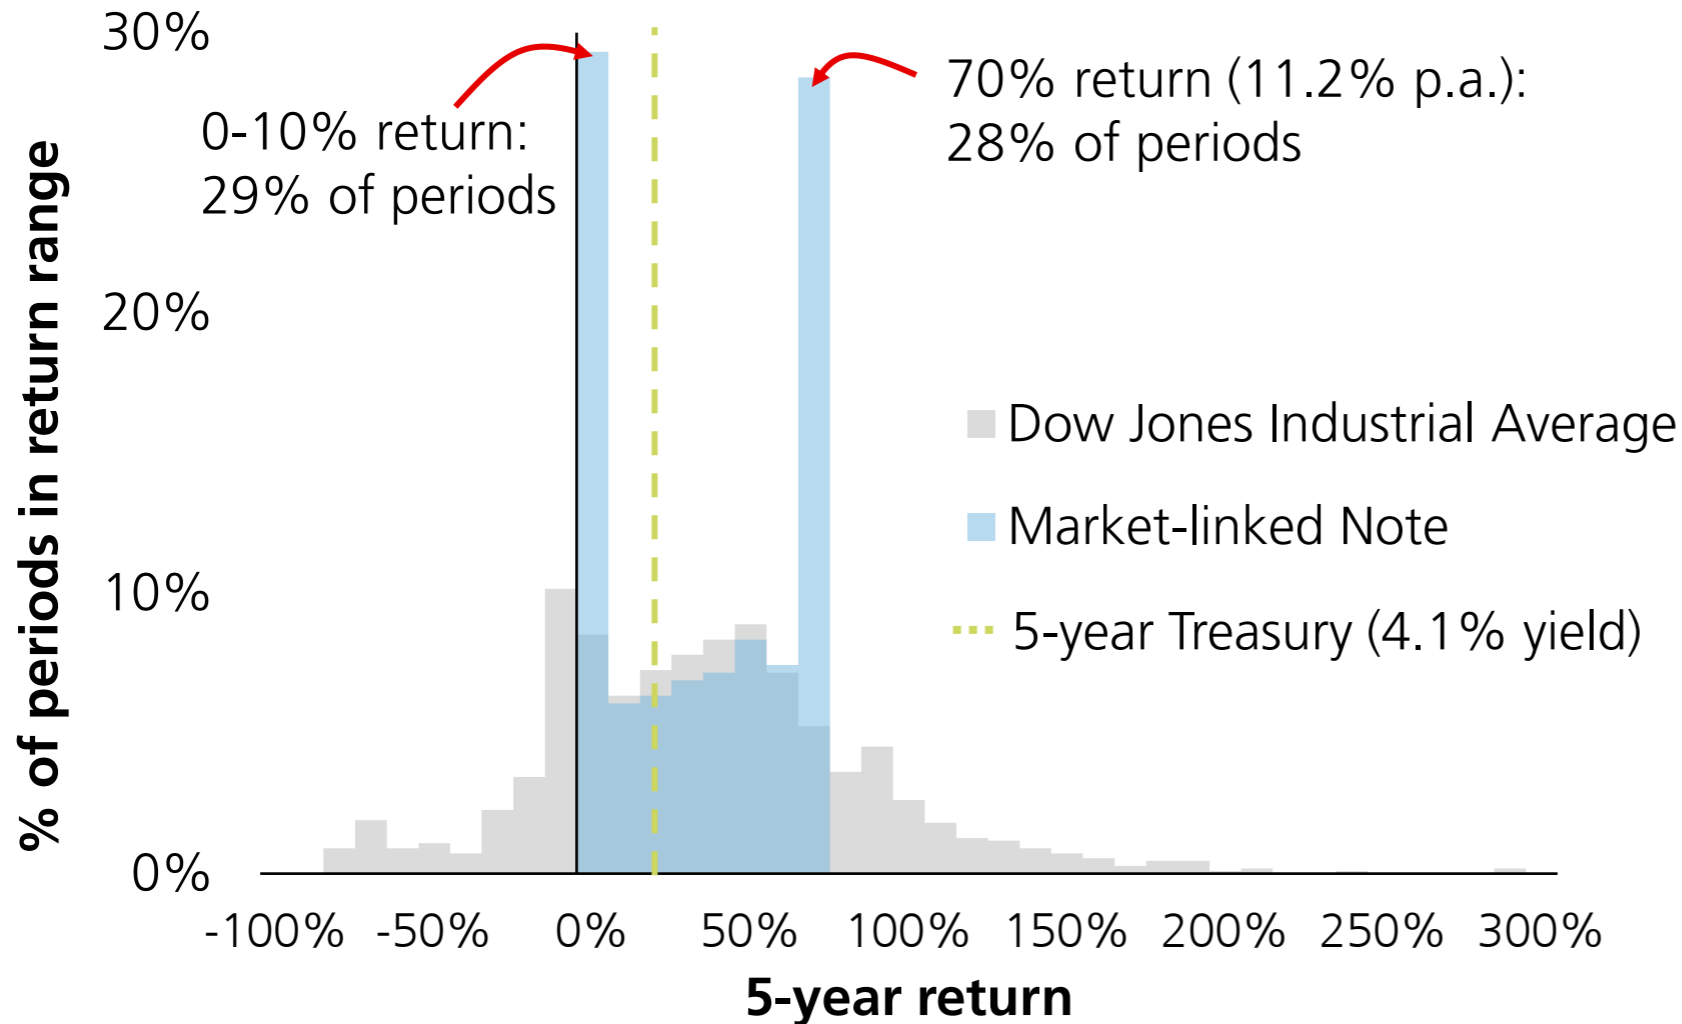 30%
70% return (11.2% p.a.):
28% of periods
0-10% return:
29% of periods
% of periods in return range
20%
Dow Jones Industrial Average
Market-linked Note
10%
5-year Treasury (4.1% yield)
0%
-100% -50% 0% 50% 100% 150% 200% 250% 300%
5-year return